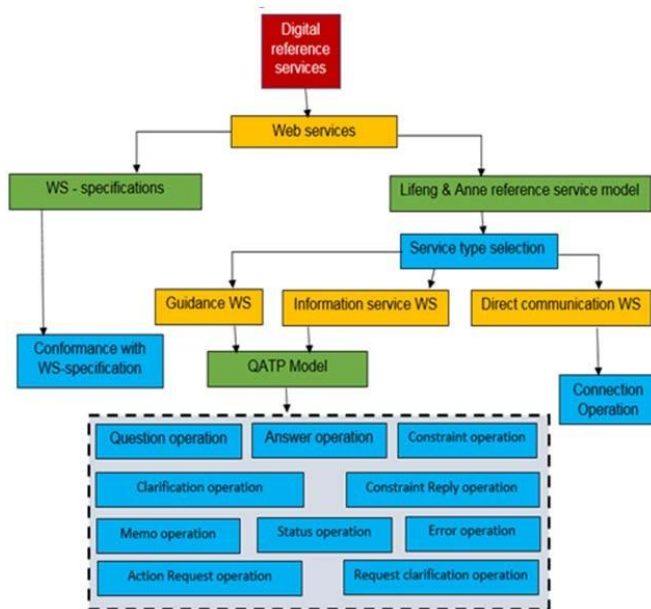 Digital
reference
services
Web services
WS - specifications
Lifeng & Anne reference service model
Service type selection
Guidance WS
Information service WS
Direct communication WS
Conformance with
WS-specification
QATP Model
Connection
Operation
Question operation
Answer operation
Constraint operation
Clarification operation
Constraint Reply operation
Memo operation
Status operation
Error operation
Action Request operation
Request clarification operation